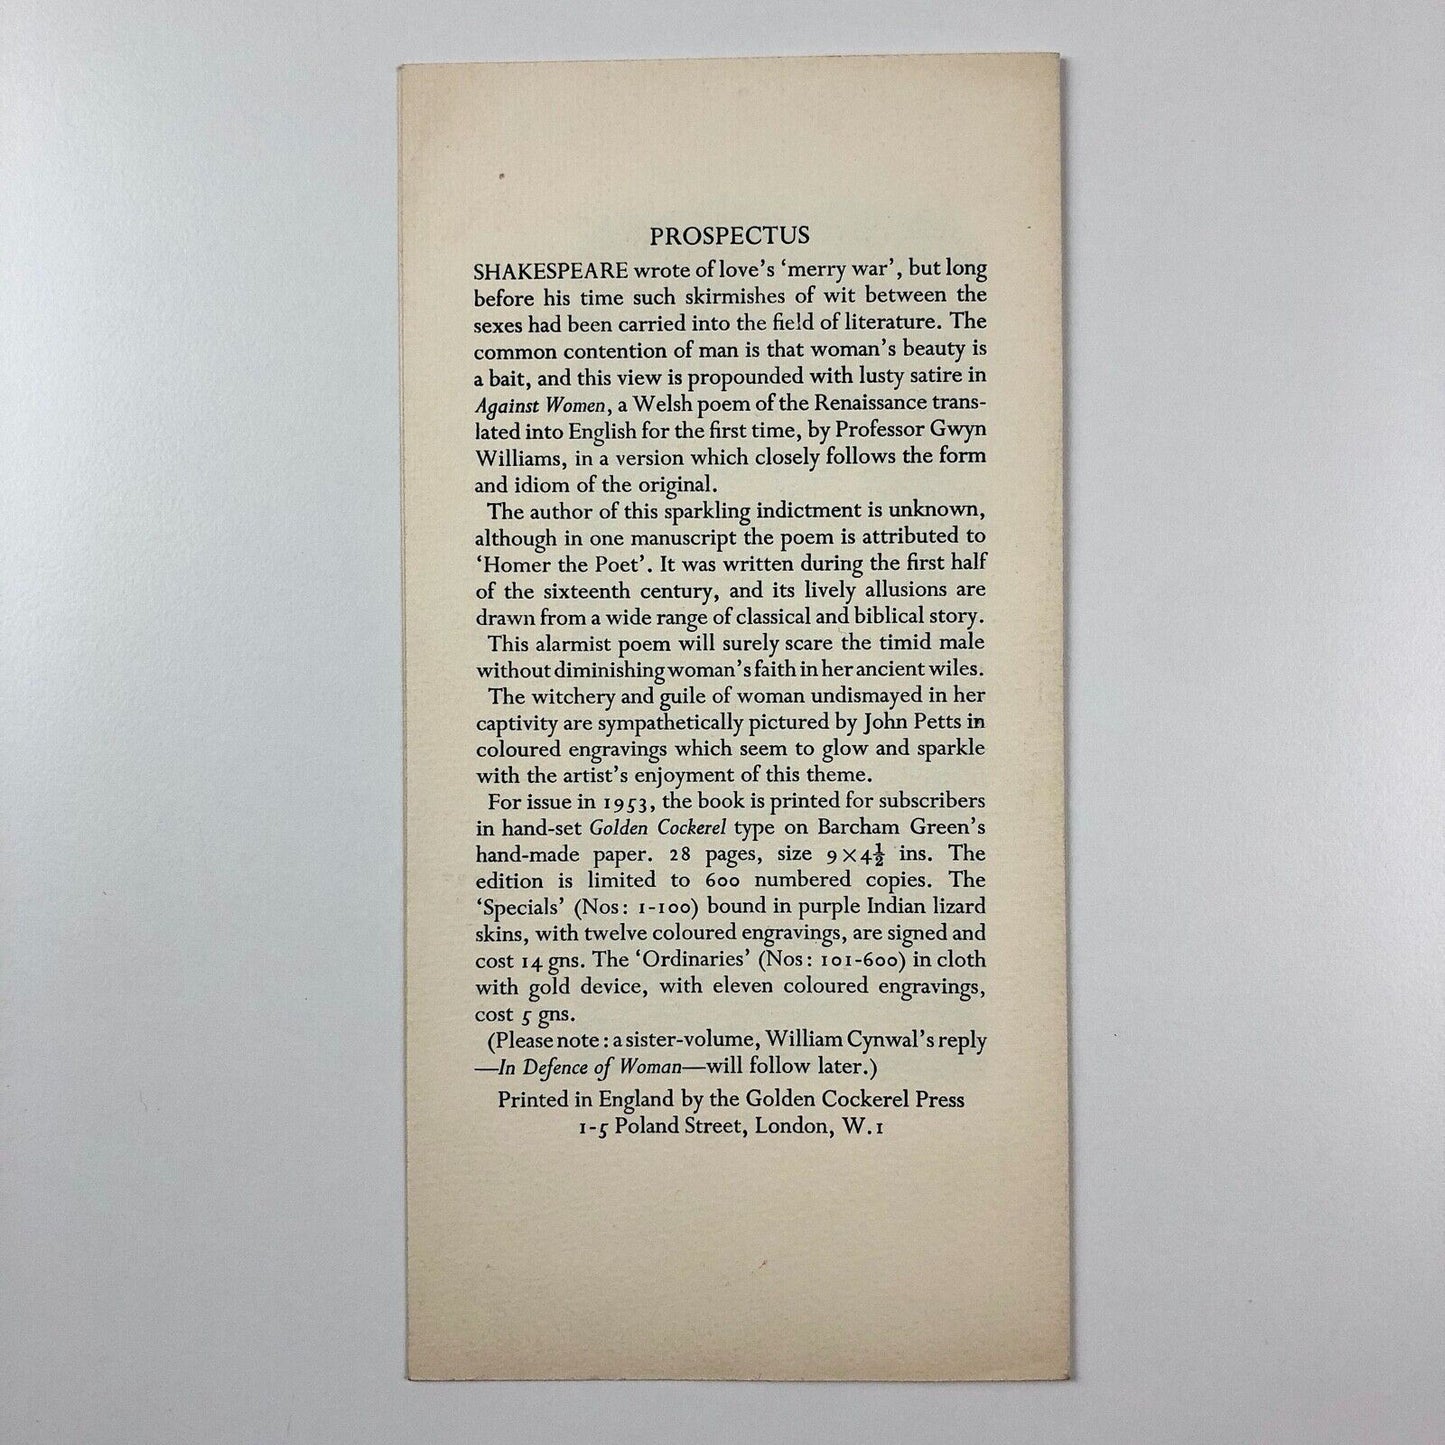 PROSPECTUS
SHAKESPEARE wrote of love's 'merry war', but long
before his time such skirmishes of wit between the
sexes had been carried into the field of literature. The
common contention of man is that woman's beauty is
a bait, and this view is propounded with lusty satire in
Against Women, a Welsh poem of the Renaissance trans-
lated into English for the first time, by Professor Gwyn
Williams, in a version which closely follows the form
and idiom of the original.
The author of this sparkling indictment is unknown,
although in one manuscript the poem is attributed to
'Homer the Poet'. It was written during the first half
of the sixteenth century, and its lively allusions are
drawn from a wide range of classical and biblical story.
This alarmist poem will surely scare the timid male
without diminishing woman's faith in her ancient wiles.
The witchery and guile of woman undismayed in her
captivity are sympathetically pictured by John Petts in
coloured engravings which seem to glow and sparkle
with the artist's enjoyment of this theme.
For issue in 1953, the book is printed for subscribers
in hand-set Golden Cockerel type on Barcham Green's
hand-made paper. 28 pages, size 9×4½ ins. The
edition is limited to 600 numbered copies. The
'Specials' (Nos: 1-100) bound in purple Indian lizard
skins, with twelve coloured engravings, are signed and
cost 14 gns. The 'Ordinaries' (Nos: 101-600) in cloth
with gold device, with eleven coloured engravings,
cost 5 gns.
(Please note: a sister-volume, William Cynwal's reply
—In Defence of Woman—will follow later.)
Printed in England by the Golden Cockerel Press
1-5 Poland Street, London, W.1